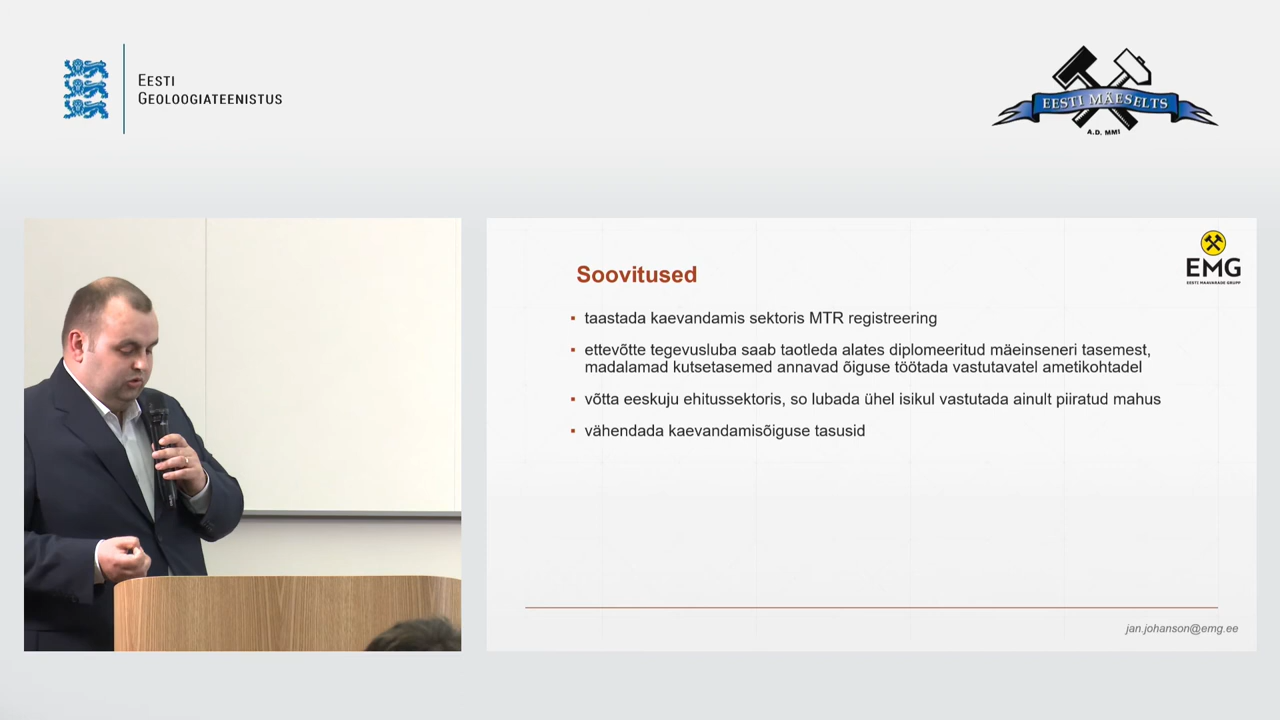 EESTI
GEOLOOGIATEENISTUS
EESTI MÄESELTS
A.D. MMI
EMG
EESTI MAAVARADE GRUPP
Soovitused
▪ taastada kaevandamis sektoris MTR registreering
▪ ettevõtte tegevusluba saab taotleda alates diplomeeritud mäeinseneri tasemest,
madalamad kutsetasemed annavad õiguse töötada vastutavatel ametikohtadel
▪ võtta eeskuju ehitussektoris, so lubada ühel isikul vastutada ainult piiratud mahus
▪ vähendada kaevandamisõiguse tasusid
jan.johanson@emg.ee